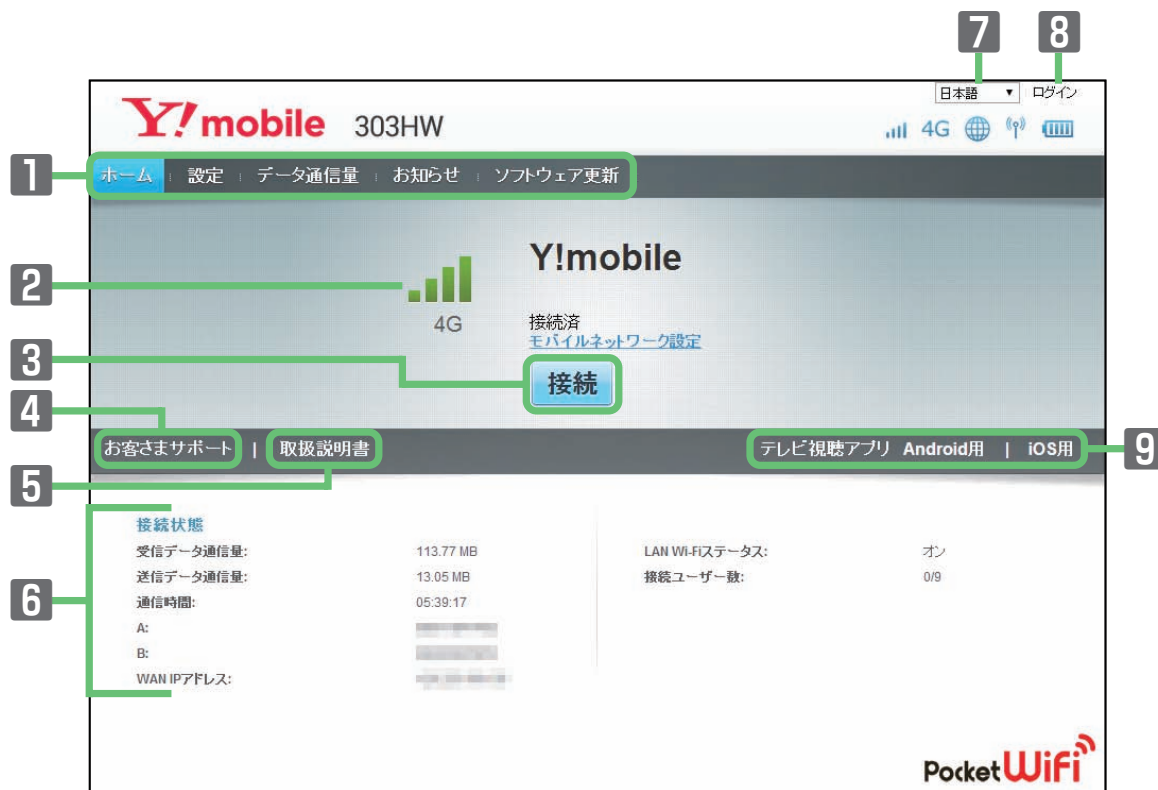 7 8
日本語 ▼ ログイン
Y!mobile 303HW
4G
1
ホーム 設定 データ通信量 お知らせ ソフトウェア更新
Y!mobile
2
4G
接続済
モバイルネットワーク設定
3
接続
4
お客さまサポート | 取扱説明書
テレビ視聴アプリ Android用 | iOS用
9
5
接続状態
受信データ通信量: 113.77 MB
送信データ通信量: 13.05 MB
通信時間: 05:39:17
A:
B:
WAN IPアドレス:
LAN Wi-Fiステータス: オン
接続ユーザー数: 0/9
6
Pocket WiFi